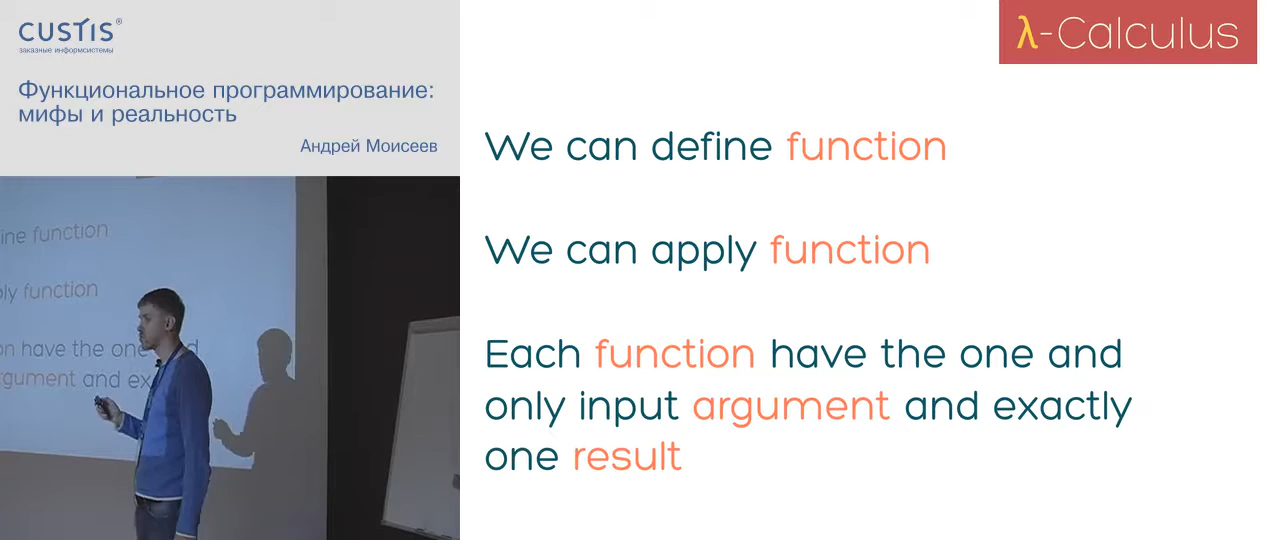 CUSTIS®
заказные информсистемы
Функциональное программирование:
мифы и реальность
Андрей Моисеев
λ-Calculus
We can define function
We can apply function
Each function have the one and
only input argument and exactly
one result
ine function
ply function
on have the one
d
rgument and ex